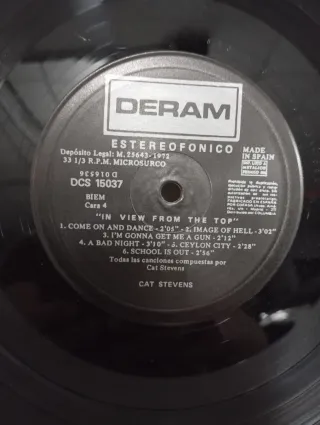 DERAM
ESTEREOFONICO
Depósito Legal: M. 25643-1972
33 1/3 R.P.M. MICROSURCO
MADE
IN SPAIN
DCS 15037
BIEM
Cara 4
"IN VIEW FROM THE TOP"
1. COME ON AND DANCE - 2'05" - 2. IMAGE OF HELL - 3'02"
3. I'M GONNA GET ME A GUN - 2'12"
4. A BAD NIGHT - 3'10" - 5. CEYLON CITY - 2'28"
6. SCHOOL IS OUT - 2'56"
Todas las canciones compuestas por
Cat Stevens
CAT STEVENS